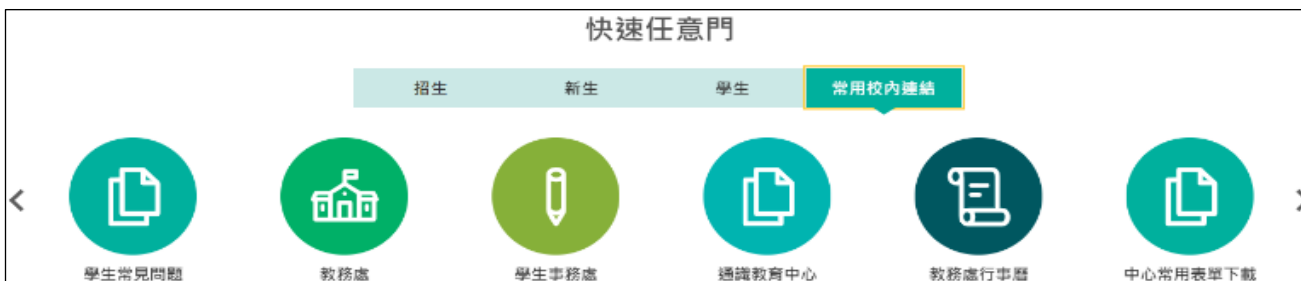 快速任意門
招生 新生 學生 常用校內連結
學生常見問題 教務處 學生事務處 通識教育中心 教務處行事曆 中心常用表單下載